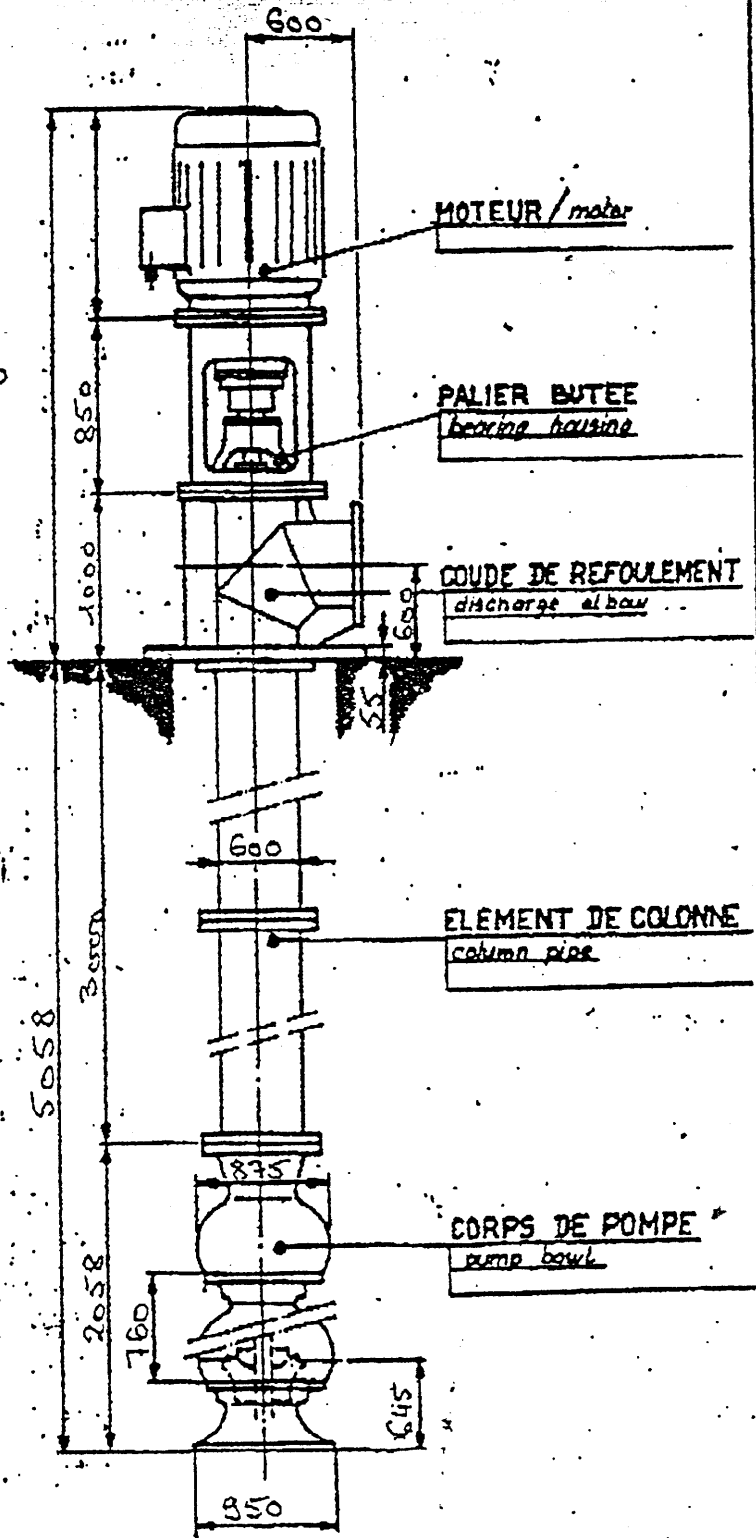 600
MOTEUR / motor
850
PALIER BUTEE
bearing housing
1000
COUDE DE REFOULEMENT
discharge elbow
600
55
600
ELEMENT DE COLONNE
column pipe
3000
5058
875
CORPS DE POMPE
pump bowl
2058
760
645
950